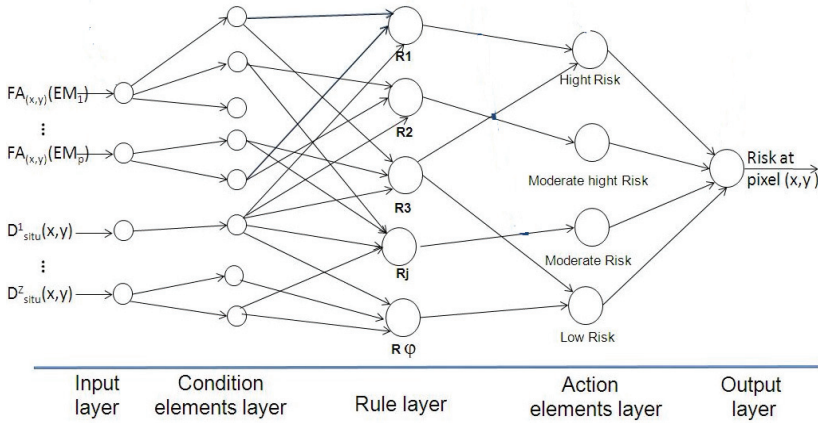 FA(x,y)(EM1)
⋮
FA(x,y)(EMp)
D1situ(x,y)
⋮
DZsitu(x,y)
R1
R2
R3
Rj
R φ
Hight Risk
Moderate hight Risk
Moderate Risk
Low Risk
Risk at
pixel (x,y)
Input
layer
Condition
elements layer
Rule layer
Action
elements layer
Output
layer